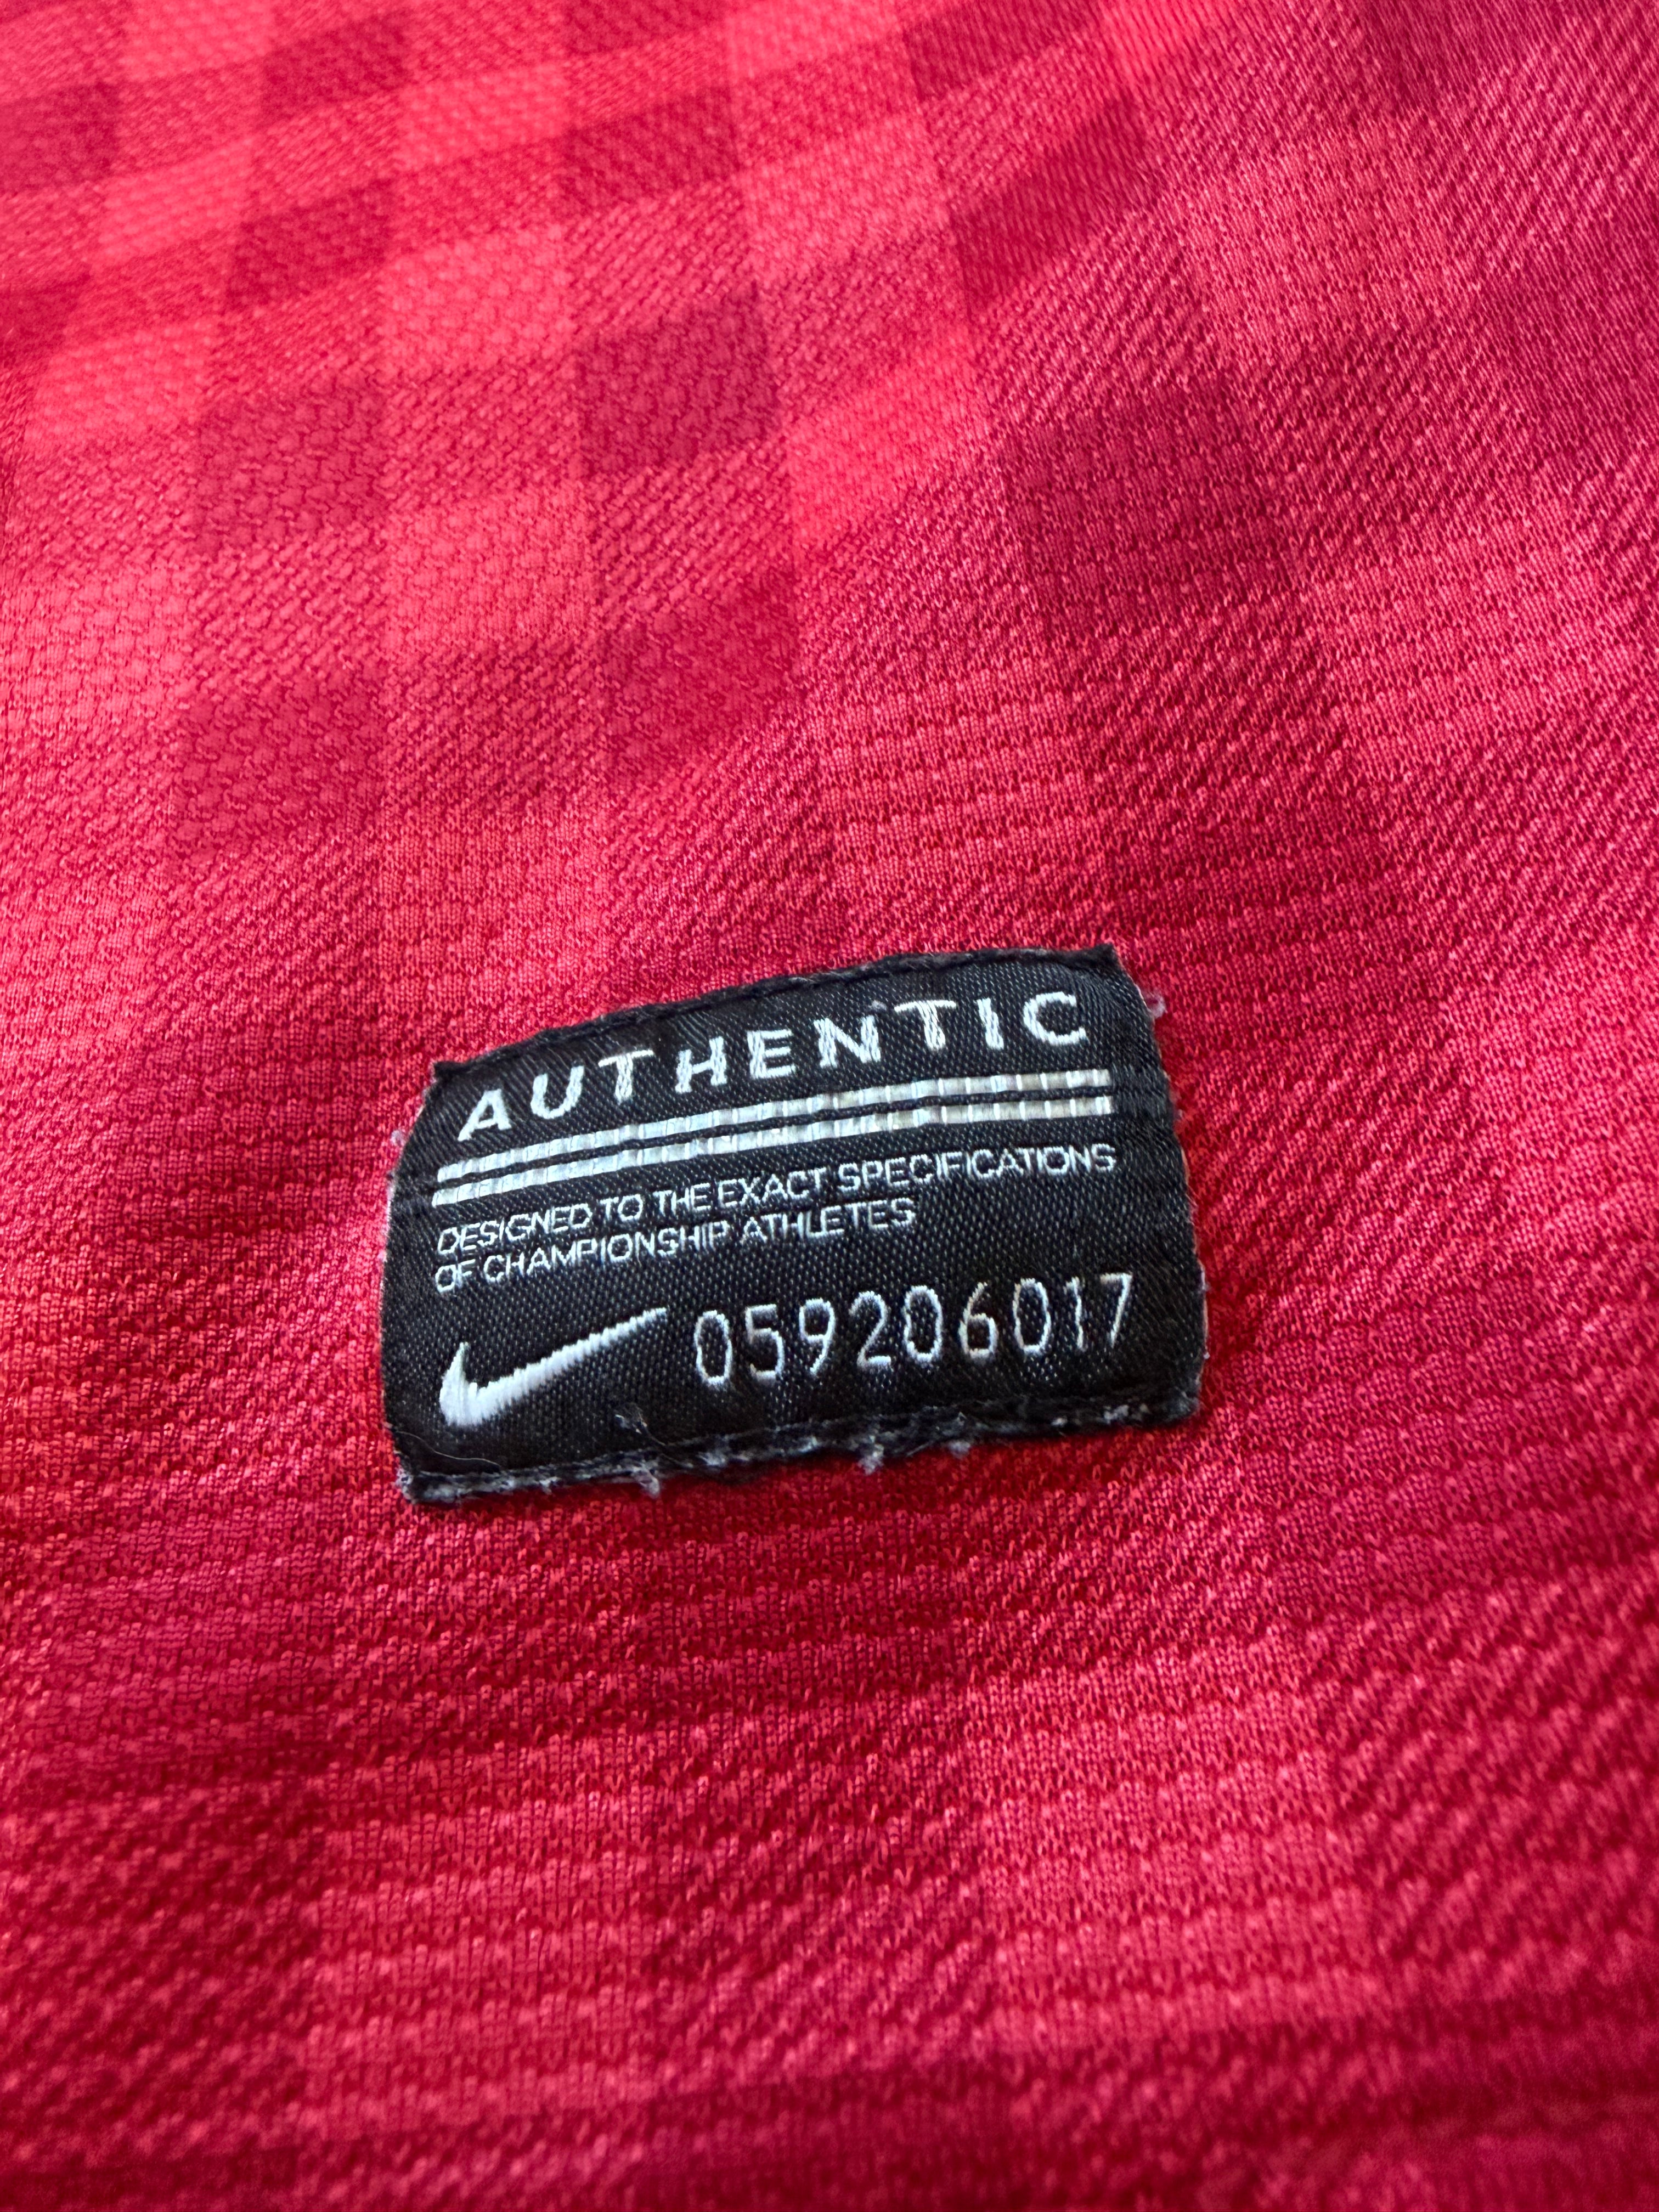 AUTHENTIC
DESIGNED TO THE EXACT SPECIFICATIONS
OF CHAMPIONSHIP ATHLETES
059206017